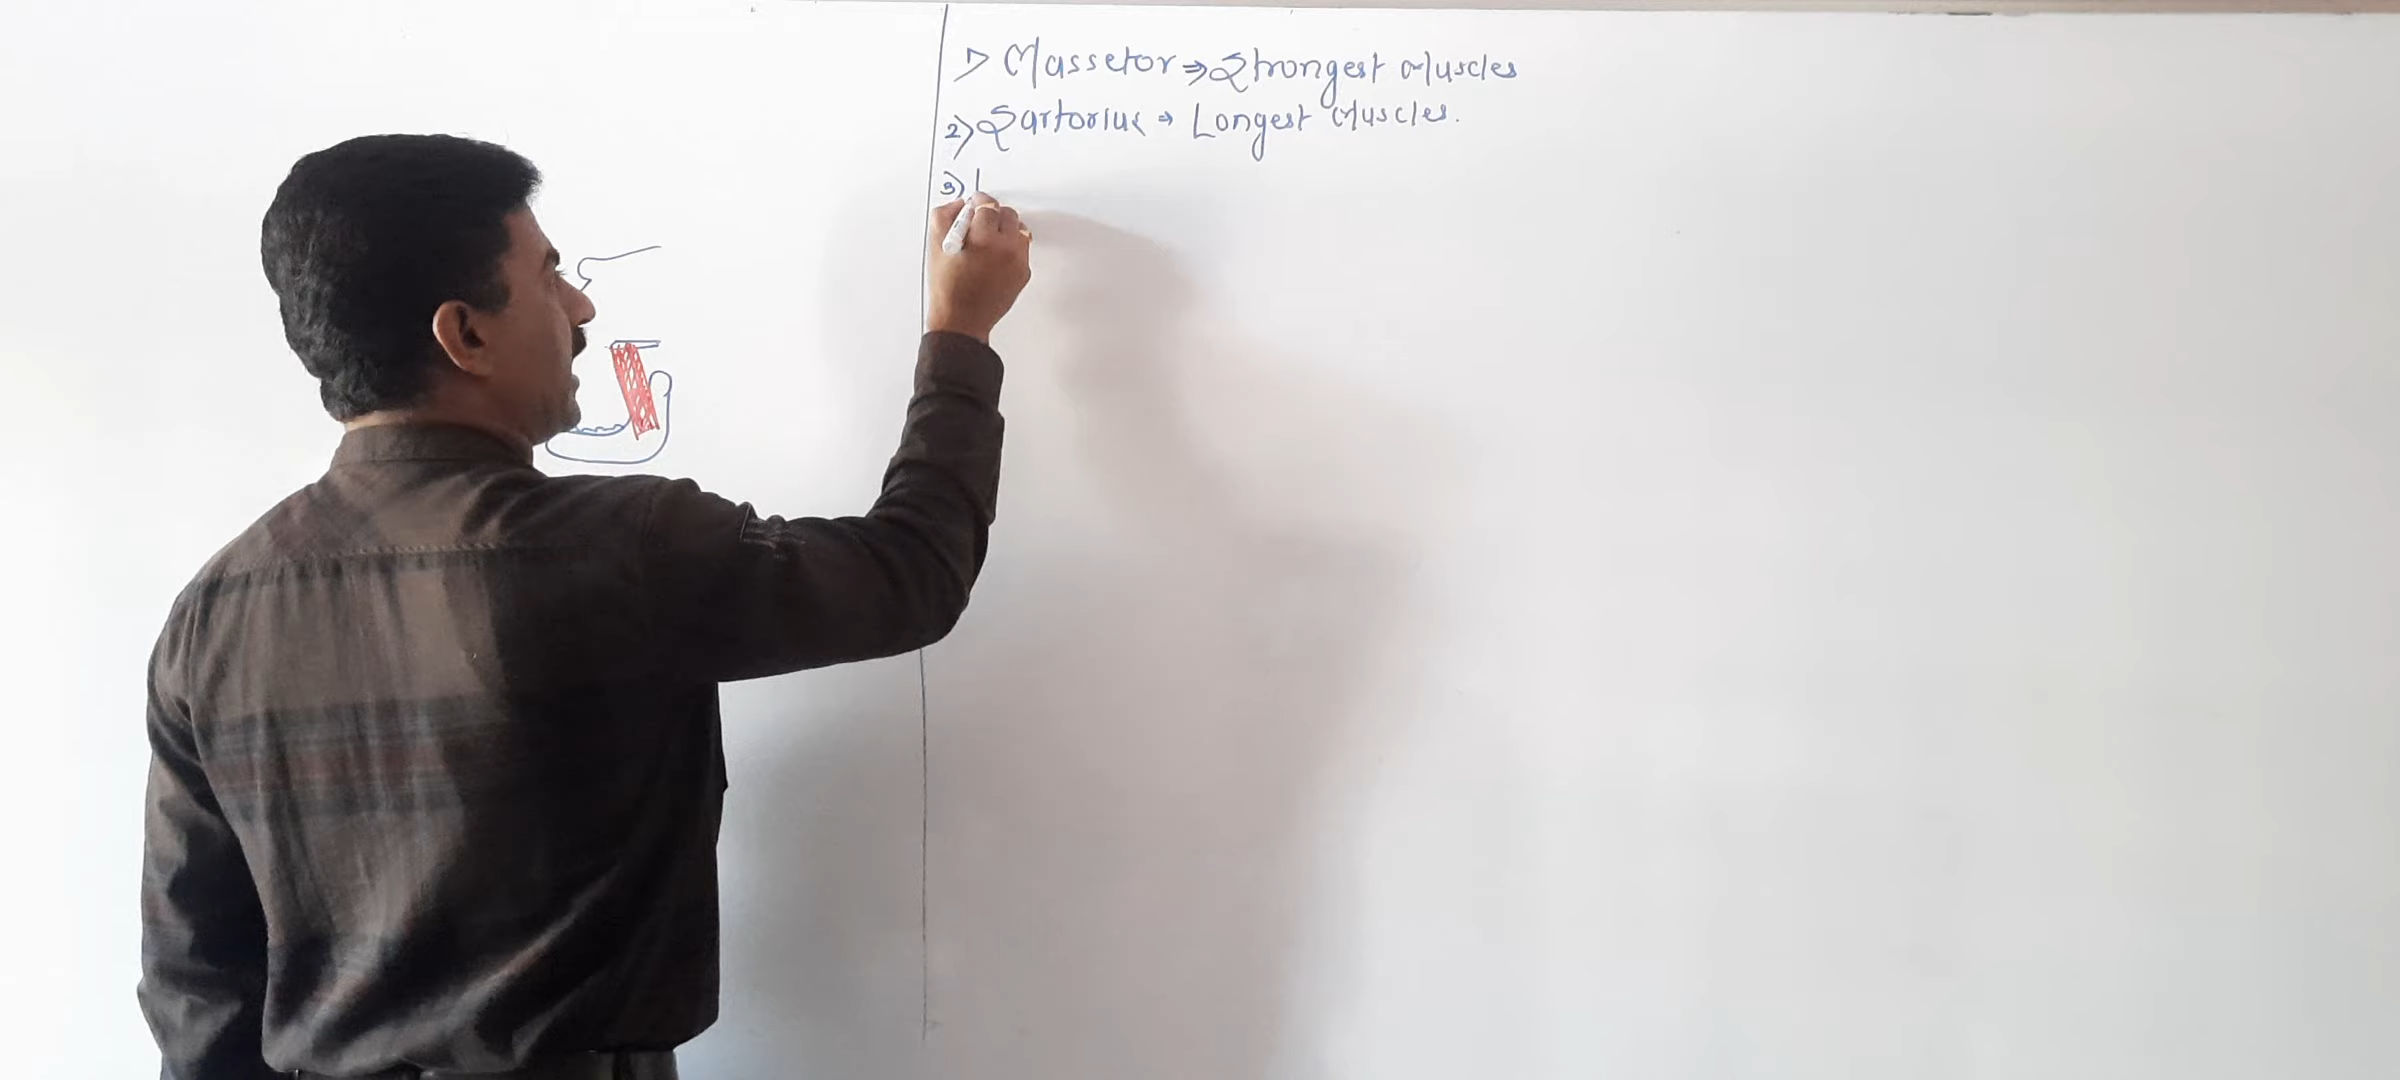 1) Massetor ⇒ Strongest Muscles
2) Sartorius ⇒ Longest Muscles.
3)